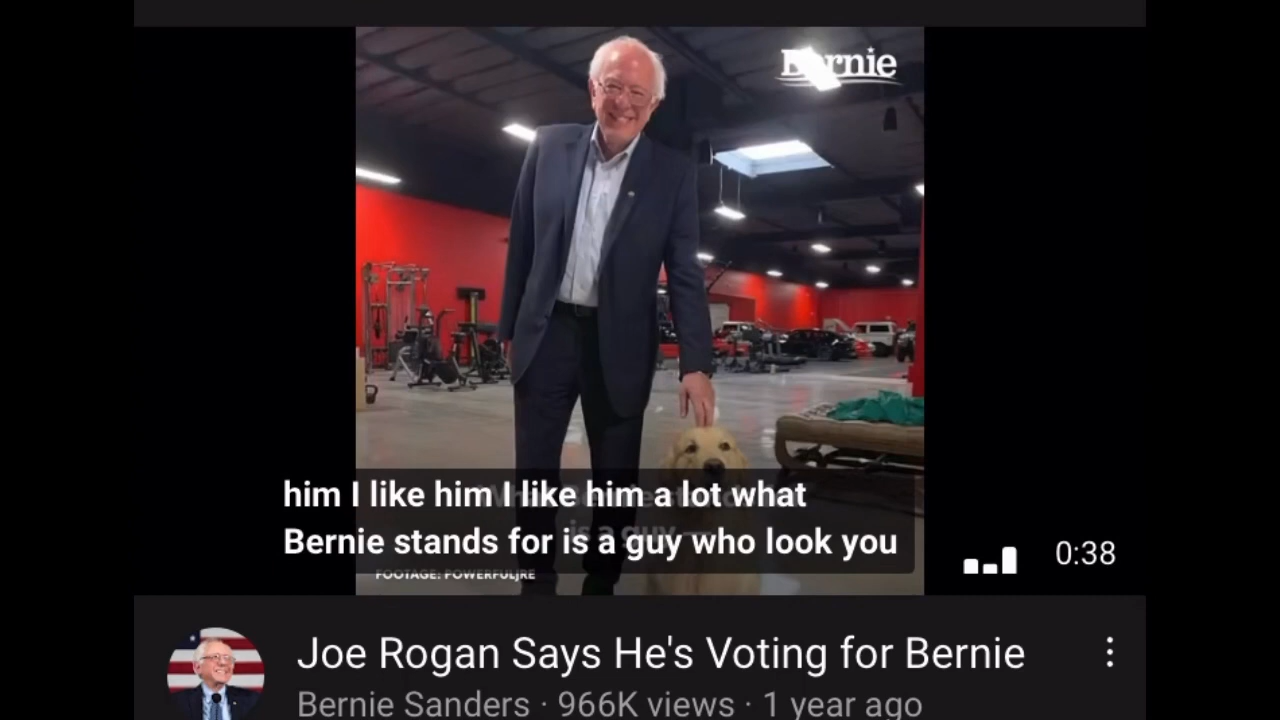 Bernie
him I like him I like him a lot what
Bernie stands for is a guy who look you
FOOTAGE: POWERFULJRE
0:38
Joe Rogan Says He's Voting for Bernie
Bernie Sanders · 966K views · 1 year ago